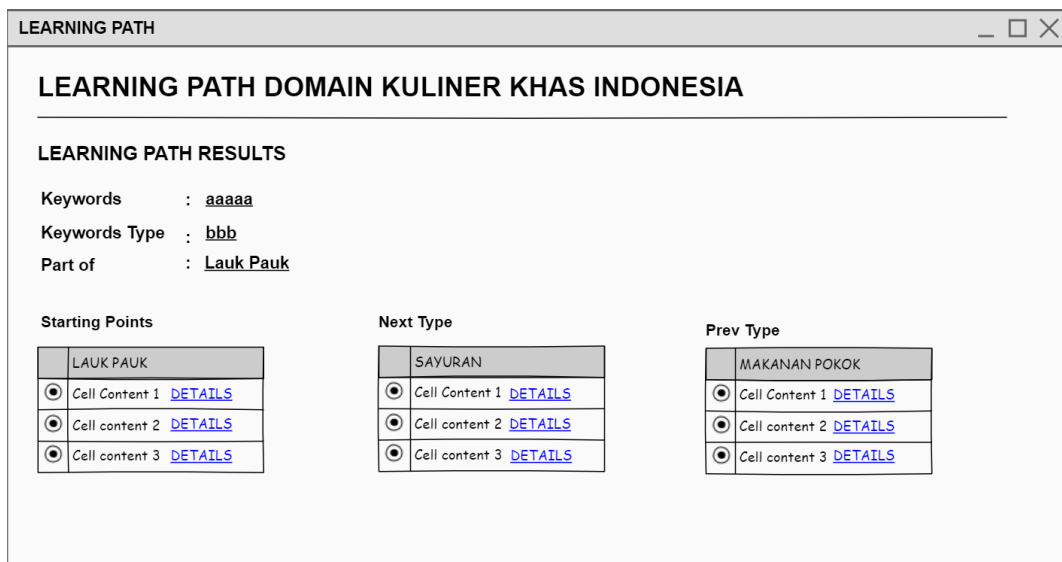 LEARNING PATH
LEARNING PATH DOMAIN KULINER KHAS INDONESIA
LEARNING PATH RESULTS
Keywords : aaaaa
Keywords Type : bbb
Part of : Lauk Pauk
Starting Points
LAUK PAUK
Cell Content 1 DETAILS
Cell content 2 DETAILS
Cell content 3 DETAILS
Next Type
SAYURAN
Cell Content 1 DETAILS
Cell content 2 DETAILS
Cell content 3 DETAILS
Prev Type
MAKANAN POKOK
Cell Content 1 DETAILS
Cell content 2 DETAILS
Cell content 3 DETAILS